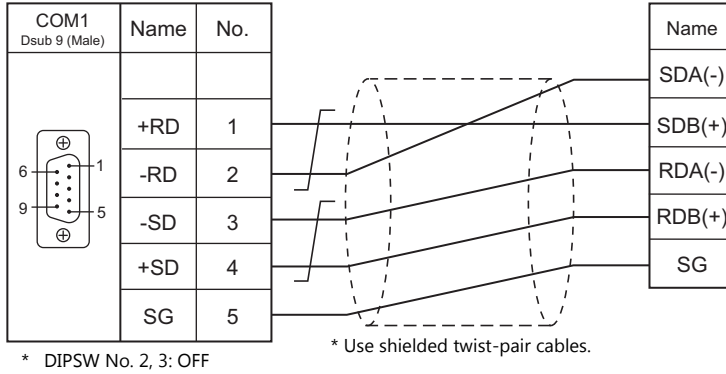 COM1
Dsub 9 (Male)
Name No.
+RD 1
-RD 2
-SD 3
+SD 4
SG 5
6
1
9
5
* DIPSW No. 2, 3: OFF
* Use shielded twist-pair cables.
Name
SDA(-)
SDB(+)
RDA(-)
RDB(+)
SG